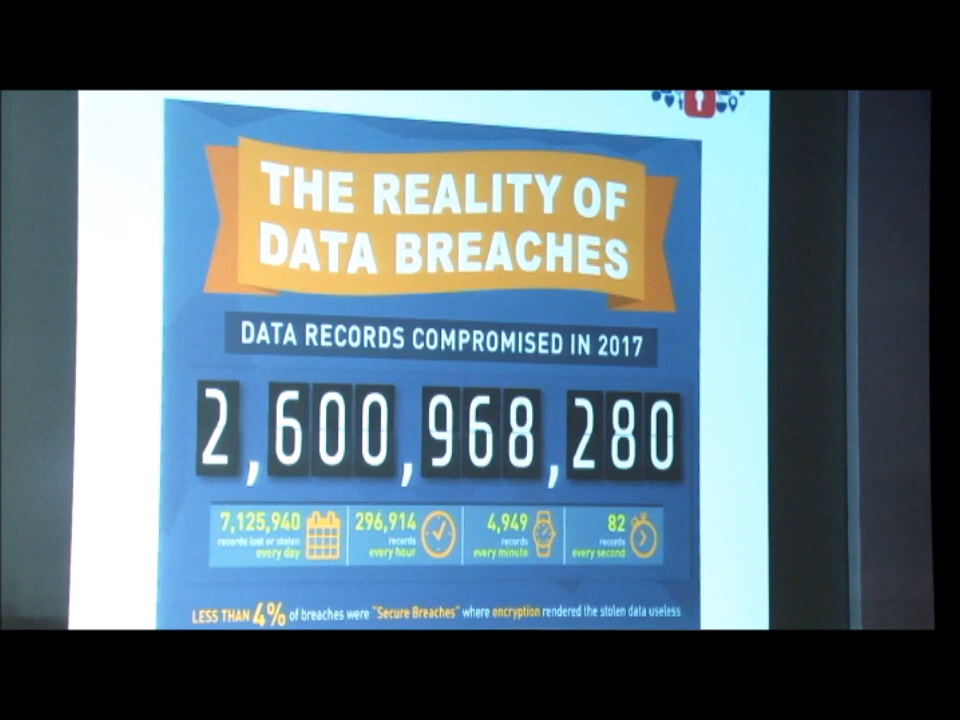 THE REALITY OF
DATA BREACHES
DATA RECORDS COMPROMISED IN 2017
2,600,968,280
7,125,940
records lost or stolen
every day
296,914
records
every hour
4,949
records
every minute
82
records
every second
LESS THAN 4% of breaches were "Secure Breaches" where encryption rendered the stolen data useless